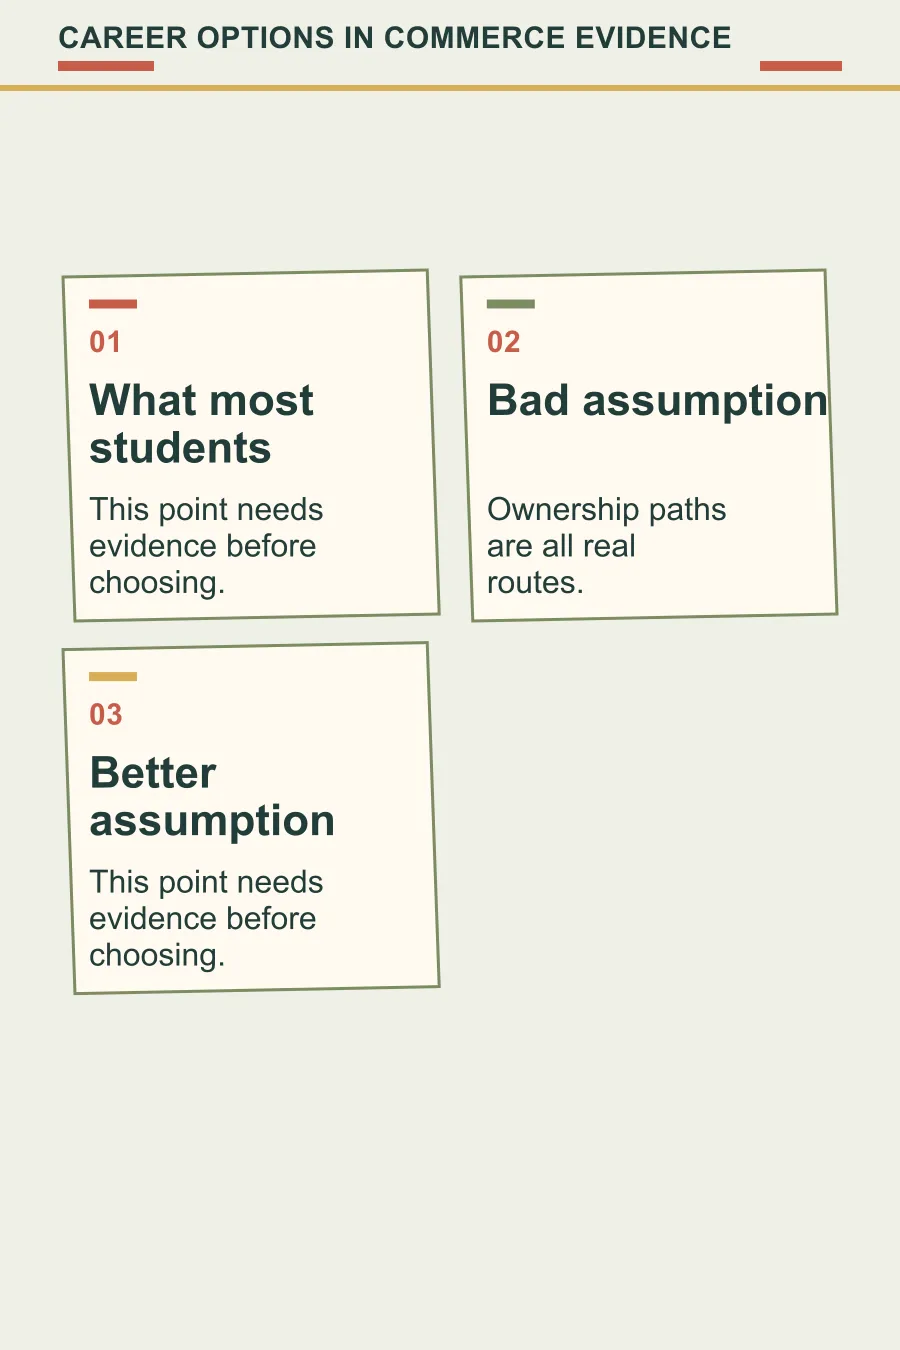 CAREER OPTIONS IN COMMERCE EVIDENCE
01
What most
students
This point needs
evidence before
choosing.
02
Bad assumption
Ownership paths
are all real
routes.
03
Better
assumption
This point needs
evidence before
choosing.